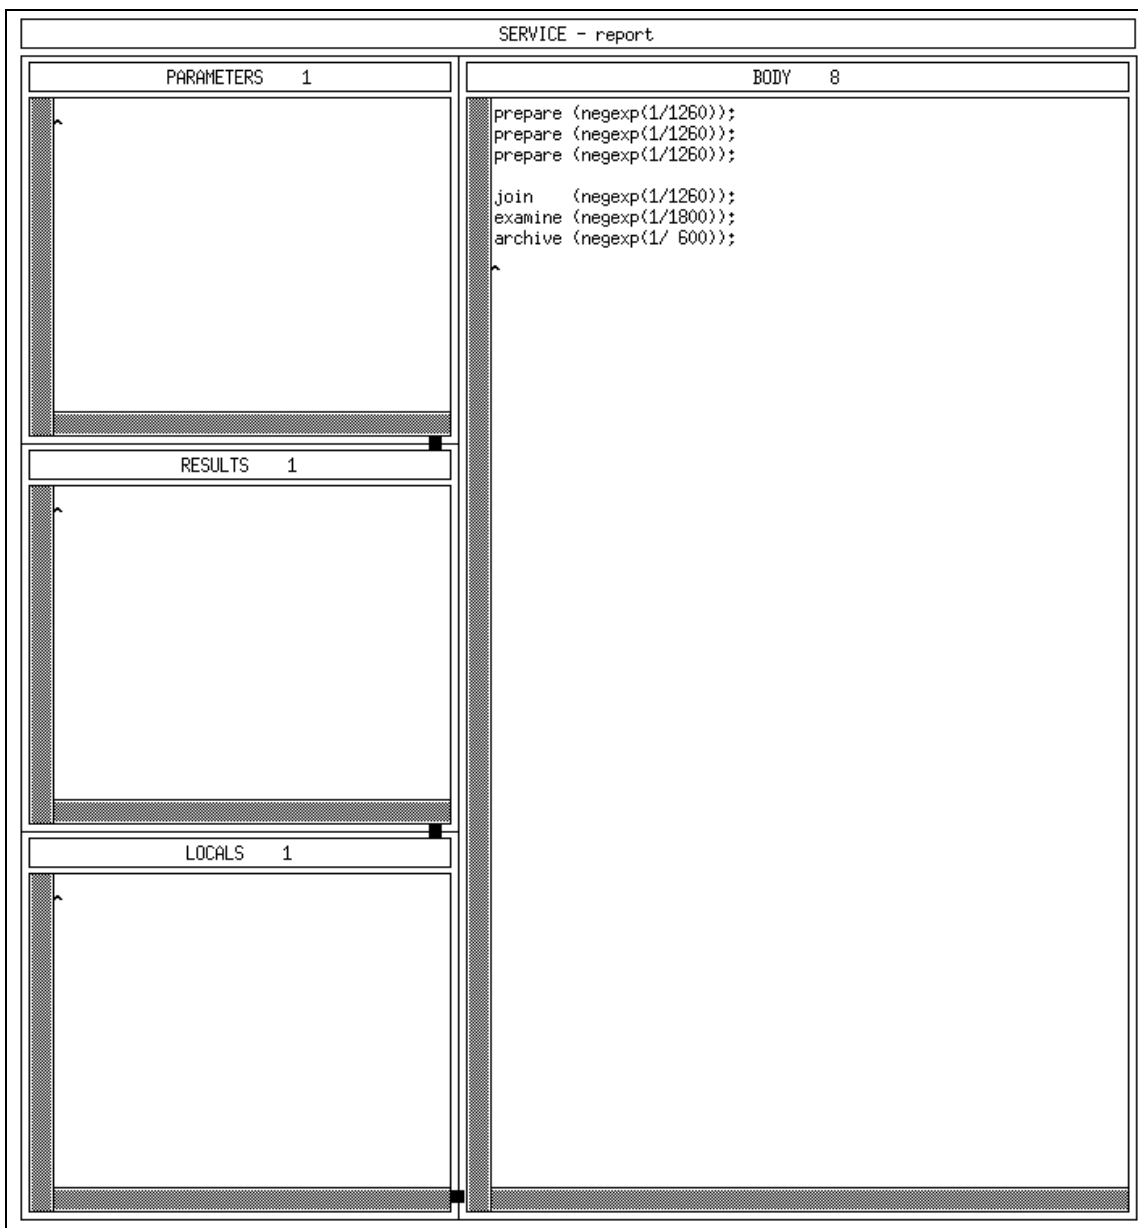 SERVICE - report
PARAMETERS 1
^
RESULTS 1
^
LOCALS 1
^
BODY 8
prepare (negexp(1/1260));
prepare (negexp(1/1260));
prepare (negexp(1/1260));
join    (negexp(1/1260));
examine (negexp(1/1800));
archive (negexp(1/ 600));
^